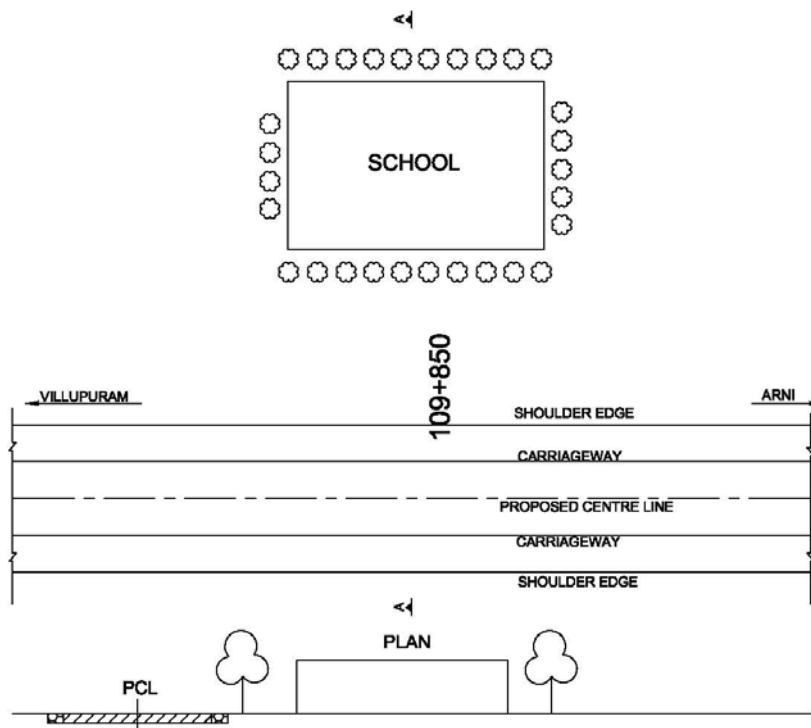 A
SCHOOL
109+850
VILLUPURAM
ARNI
SHOULDER EDGE
CARRIAGEWAY
PROPOSED CENTRE LINE
CARRIAGEWAY
SHOULDER EDGE
A
PLAN
PCL